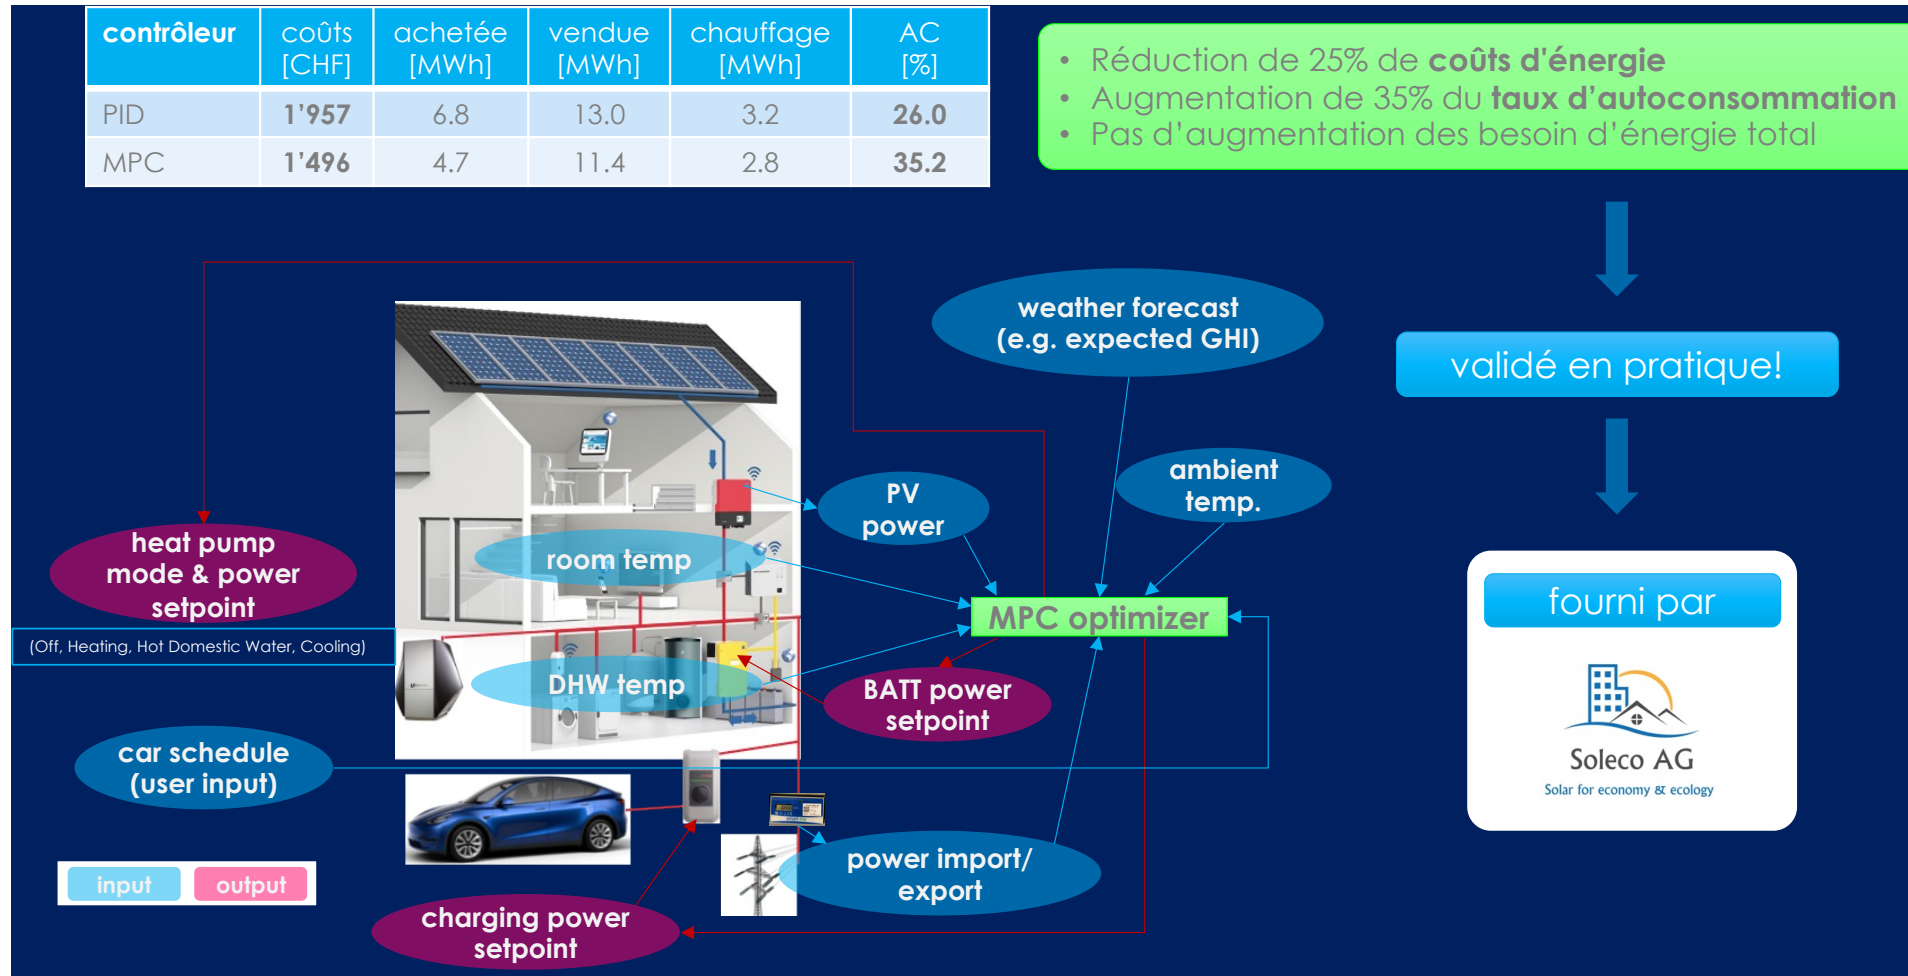 contrôleur coûts [CHF] achetée [MWh] vendue [MWh] chauffage [MWh] AC [%]
PID 1’957 6.8 13.0 3.2 26.0
MPC 1’496 4.7 11.4 2.8 35.2
• Réduction de 25% de coûts d'énergie
• Augmentation de 35% du taux d’autoconsommation
• Pas d’augmentation des besoin d’énergie total
weather forecast
(e.g. expected GHI)
validé en pratique!
ambient
temp.
PV
power
heat pump
mode & power
setpoint
room temp
MPC optimizer
fourni par
(Off, Heating, Hot Domestic Water, Cooling)
DHW temp
BATT power
setpoint
car schedule
(user input)
Soleco AG
Solar for economy & ecology
power import/
export
input
output
charging power
setpoint